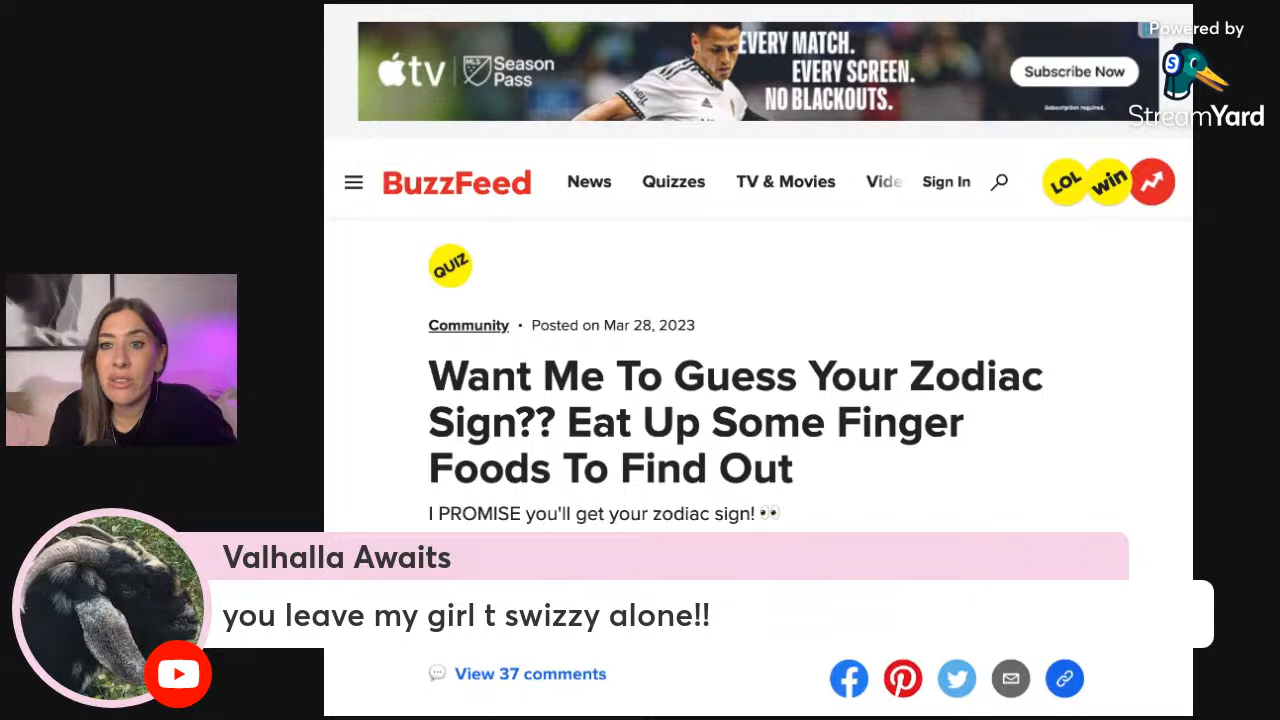 Powered by
StreamYard
tv MLS Season Pass
EVERY MATCH.
EVERY SCREEN.
NO BLACKOUTS.
Subscribe Now
Subscription required.
BuzzFeed News Quizzes TV & Movies Vide Sign In LOL win
QUIZ
Community · Posted on Mar 28, 2023
Want Me To Guess Your Zodiac
Sign?? Eat Up Some Finger
Foods To Find Out
I PROMISE you'll get your zodiac sign! 👀
Valhalla Awaits
you leave my girl t swizzy alone!!
View 37 comments